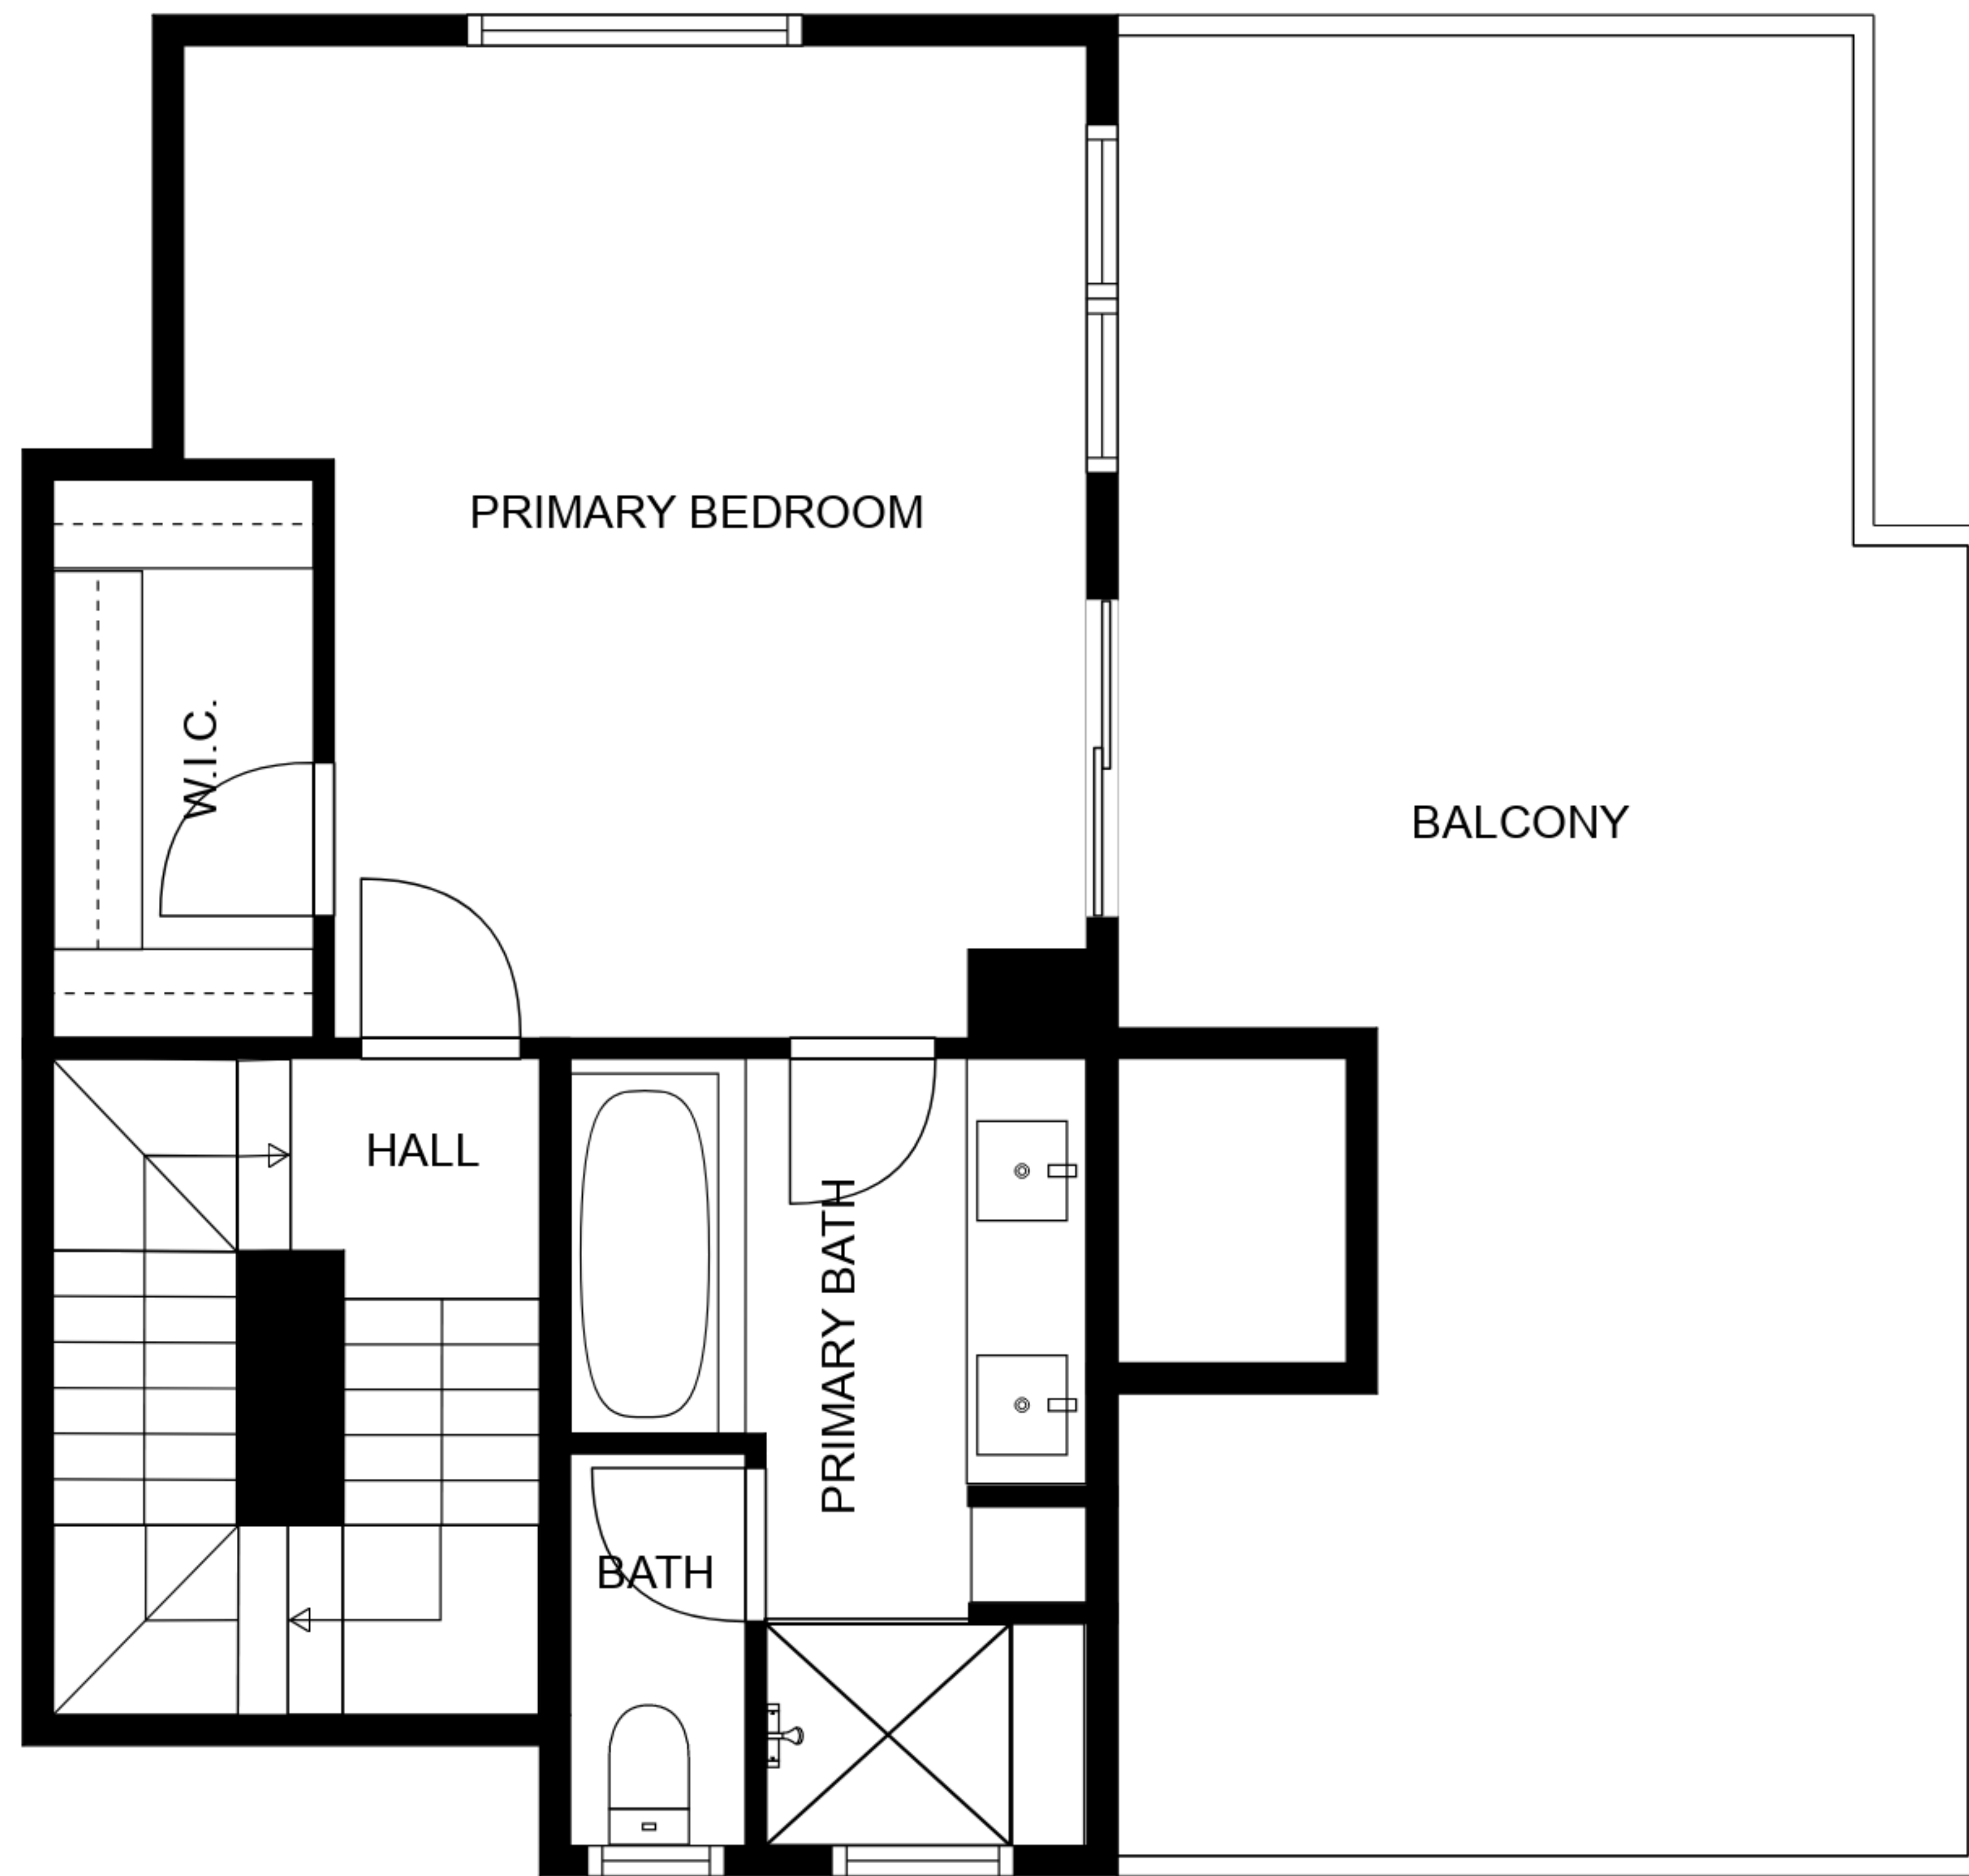 PRIMARY BEDROOM
W.I.C.
BALCONY
HALL
PRIMARY BATH
BATH